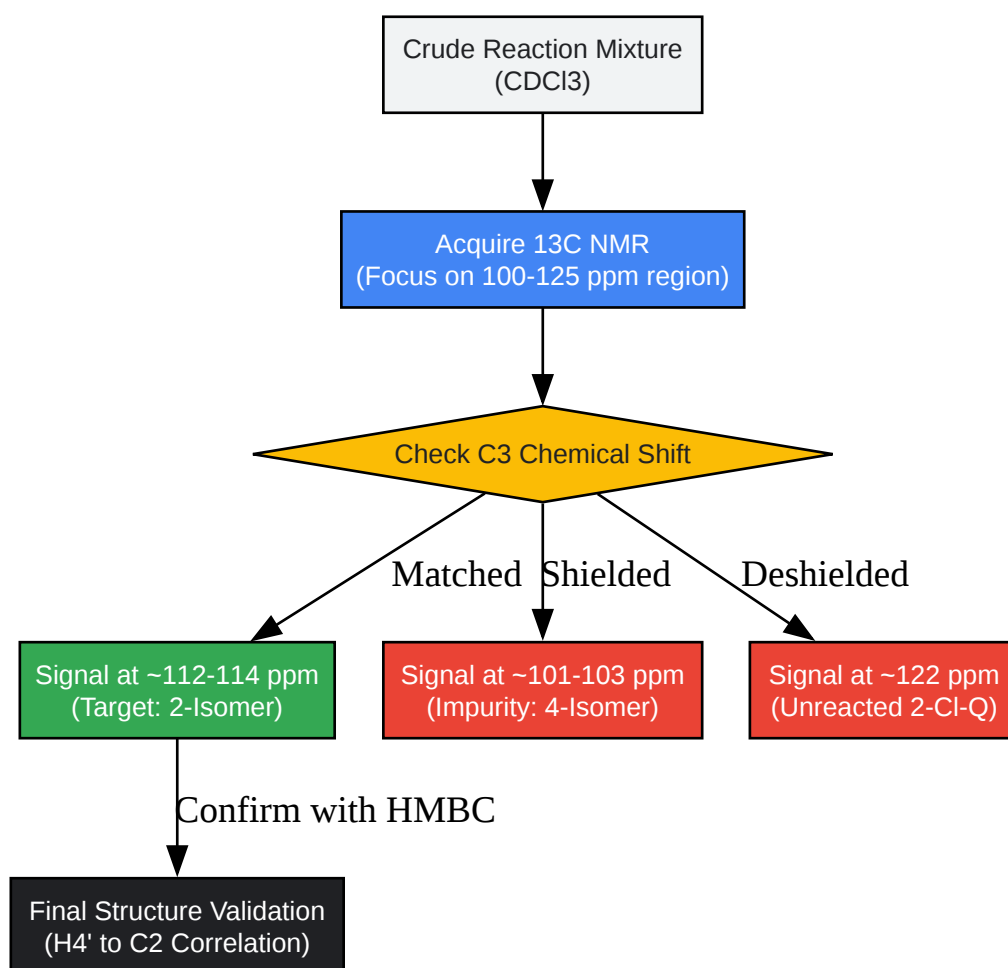 Crude Reaction Mixture
(CDCl3)
Acquire 13C NMR
(Focus on 100-125 ppm region)
Check C3 Chemical Shift
Matched
Shielded
Deshielded
Signal at ~112-114 ppm
(Target: 2-Isomer)
Signal at ~101-103 ppm
(Impurity: 4-Isomer)
Signal at ~122 ppm
(Unreacted 2-Cl-Q)
Confirm with HMBC
Final Structure Validation
(H4' to C2 Correlation)